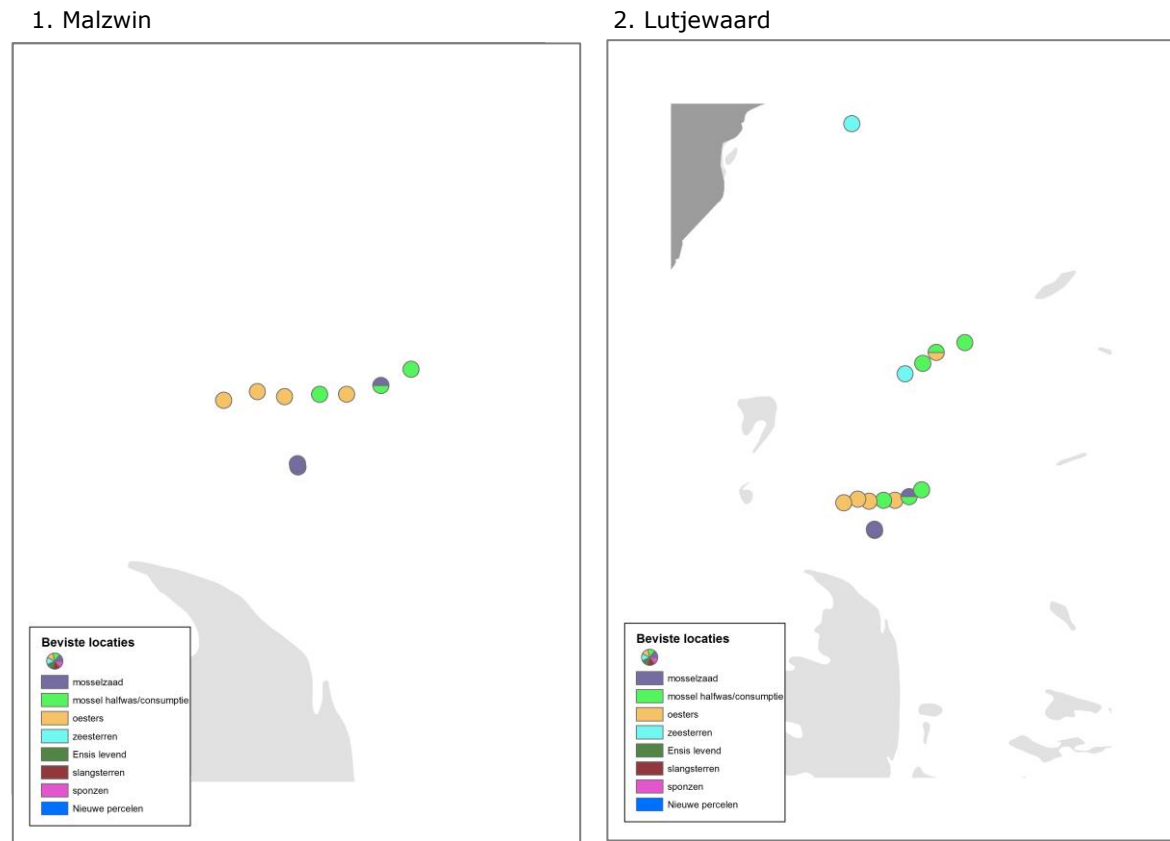 1. Malzwin
Beviste locaties
mosselzaad
mossel halfwas/consumptie
oesters
zeesterren
Ensis levend
slangsterren
sponzen
Nieuwe percelen
2. Lutjewaard
Beviste locaties
mosselzaad
mossel halfwas/consumptie
oesters
zeesterren
Ensis levend
slangsterren
sponzen
Nieuwe percelen